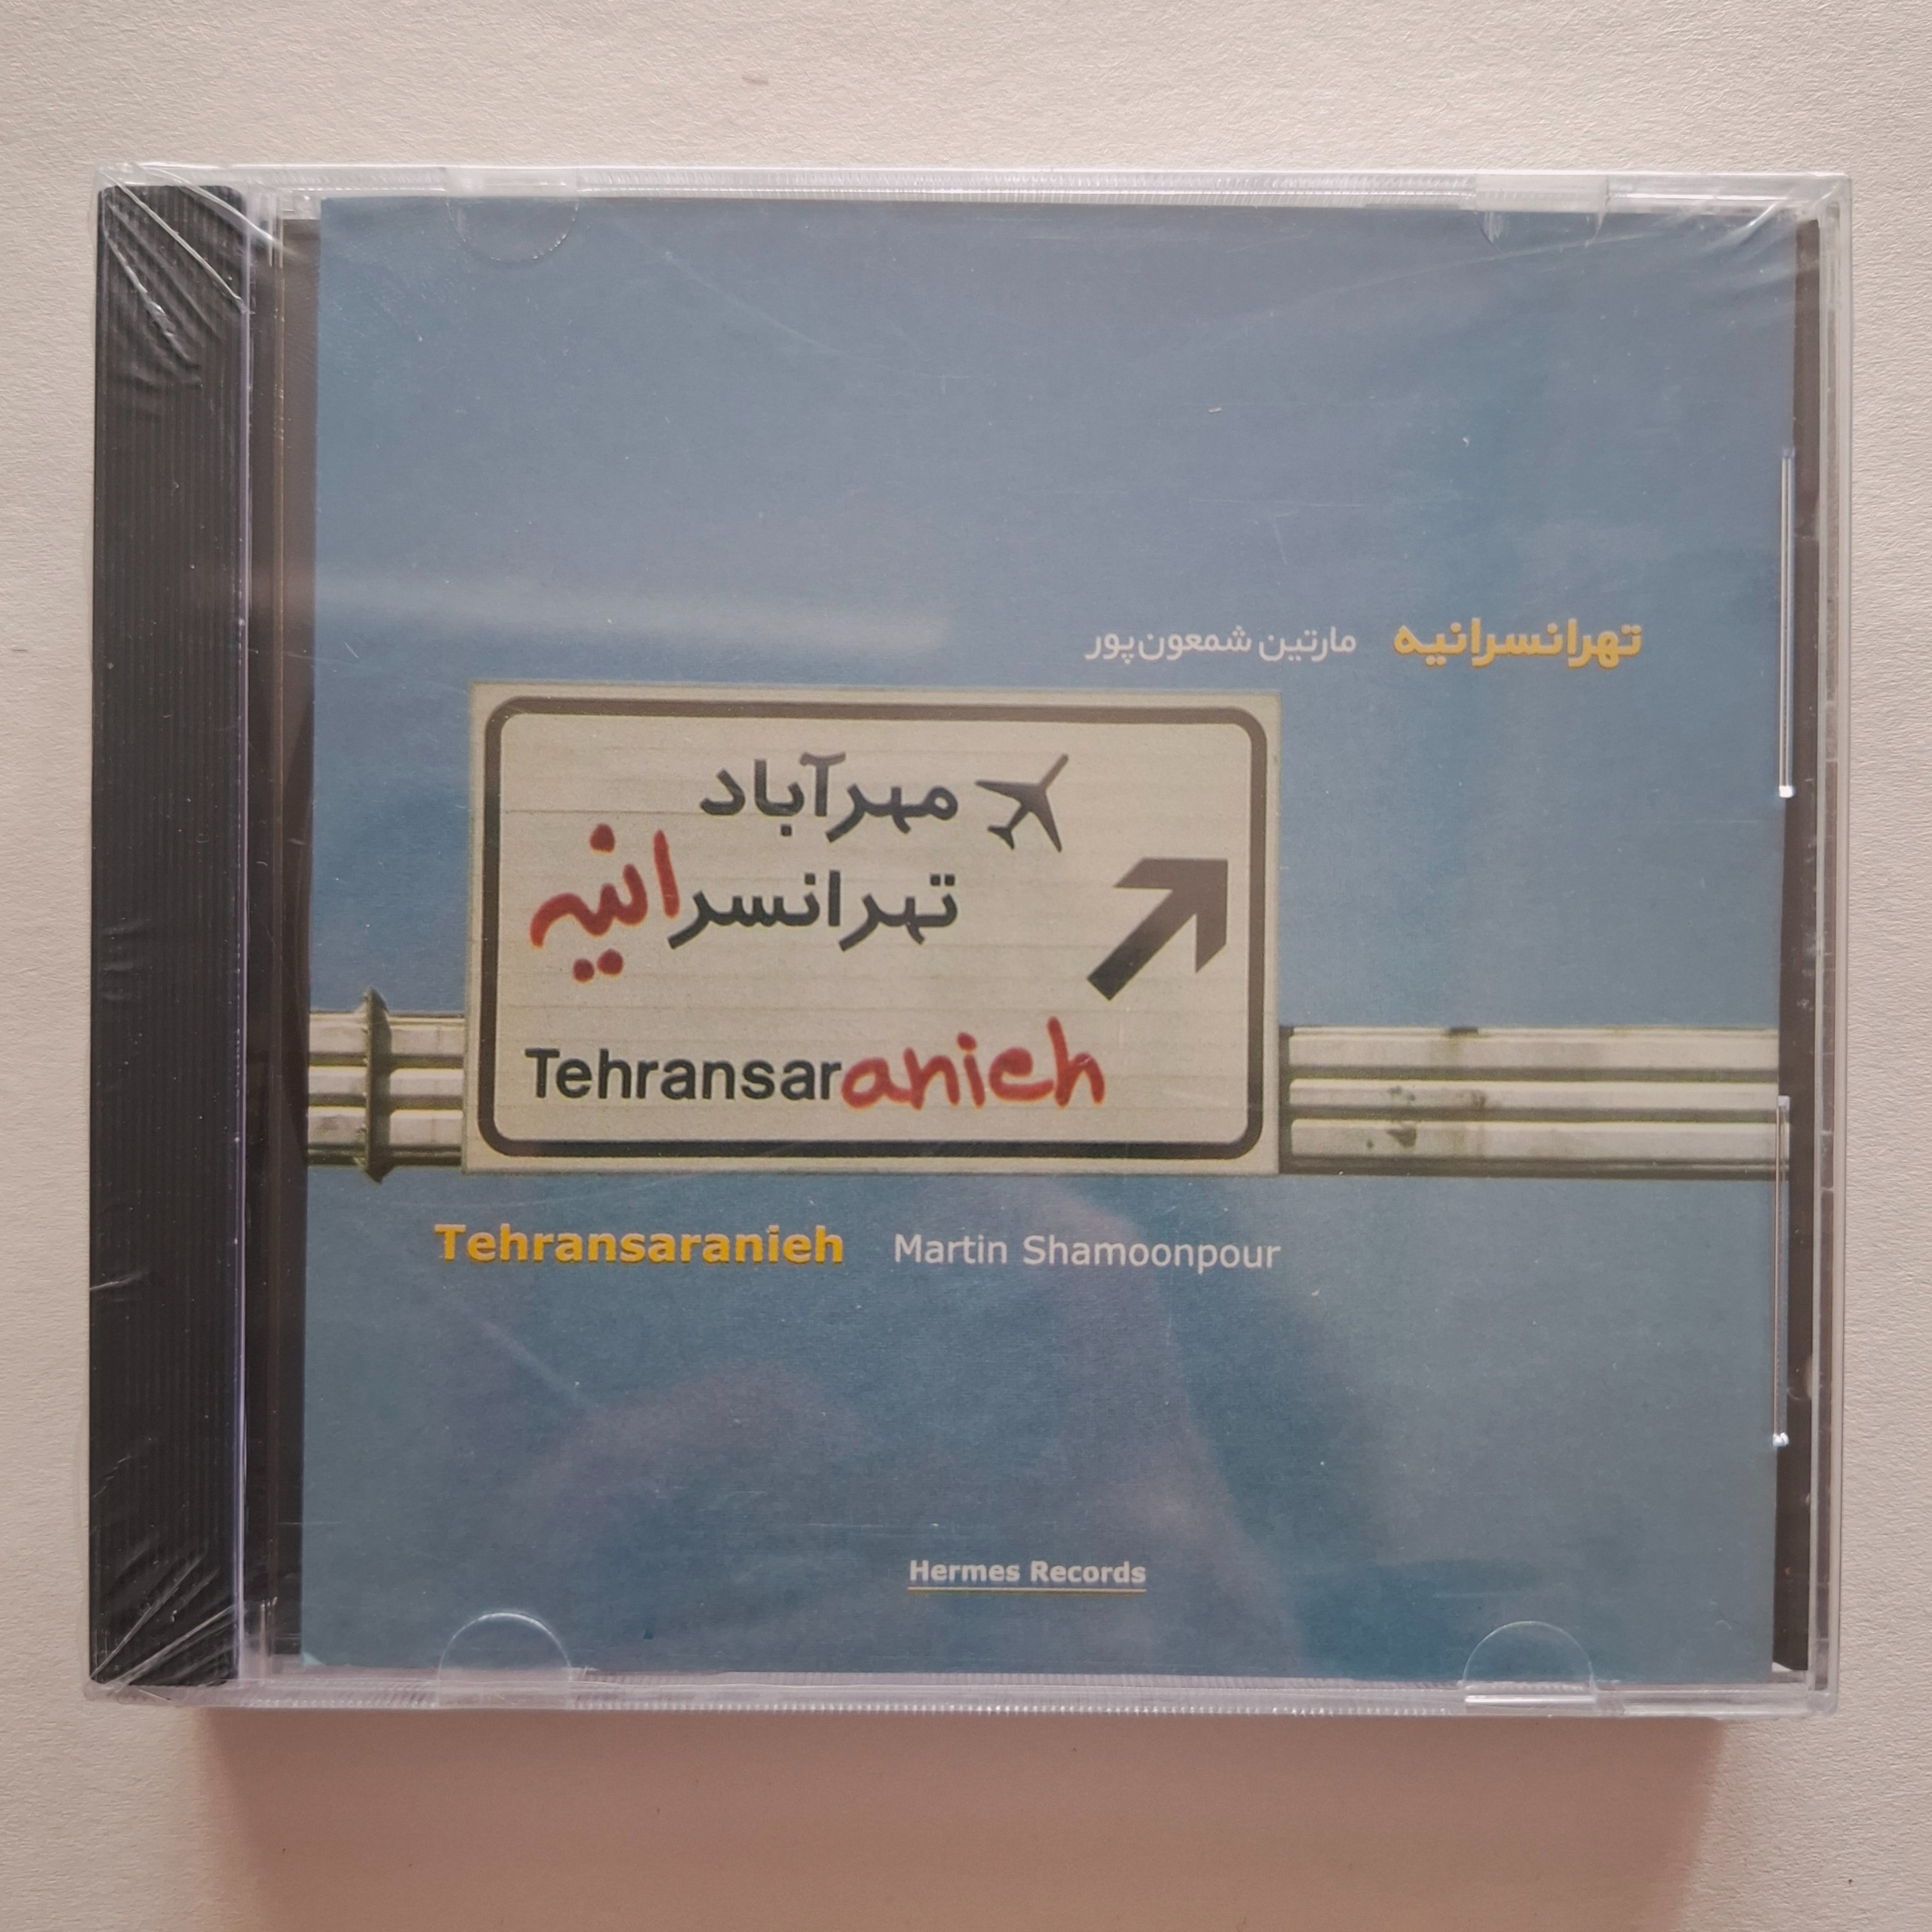 تهرانسرانیه مارتین شمعون‌پور
مهرآباد
تهرانسرانیه
Tehransaranieh
Tehransaranieh Martin Shamoonpour
Hermes Records